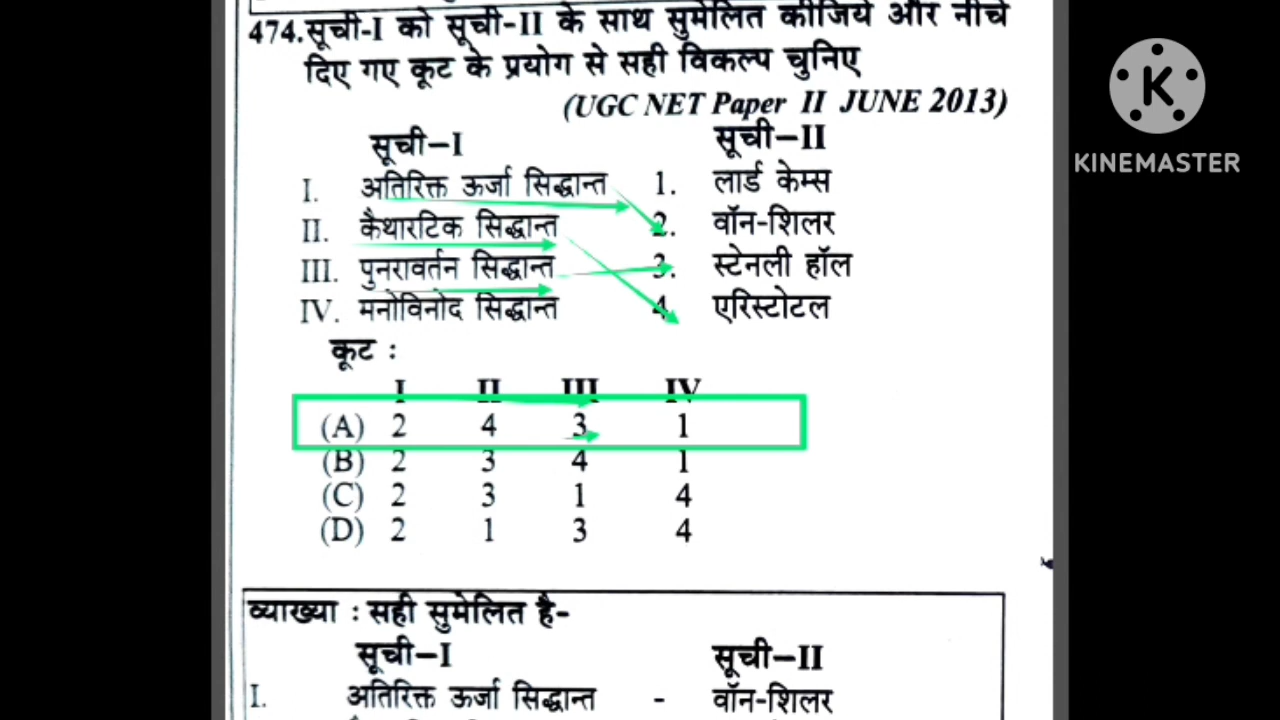 474.सूची-I को सूची-II के साथ सुमेलित कीजिये और नीचे
दिए गए कूट के प्रयोग से सही विकल्प चुनिए
(UGC NET Paper II JUNE 2013)
सूची–I सूची–II
I. अतिरिक्त ऊर्जा सिद्धान्त 1. लार्ड केम्स
II. कैथारटिक सिद्धान्त 2. वॉन-शिलर
III. पुनरावर्तन सिद्धान्त 3. स्टेनली हॉल
IV. मनोविनोद सिद्धान्त 4. एरिस्टोटल
कूट :
I II III IV
(A) 2 4 3 1
(B) 2 3 4 1
(C) 2 3 1 4
(D) 2 1 3 4
व्याख्या : सही सुमेलित है-
सूची–I सूची–II
I. अतिरिक्त ऊर्जा सिद्धान्त - वॉन-शिलर
K
KINEMASTER